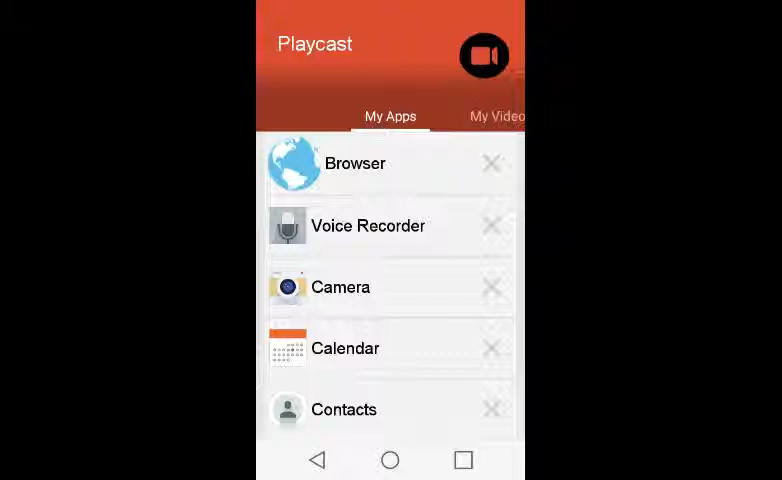 Playcast
My Apps
My Video
Browser
Voice Recorder
Camera
Calendar
Contacts